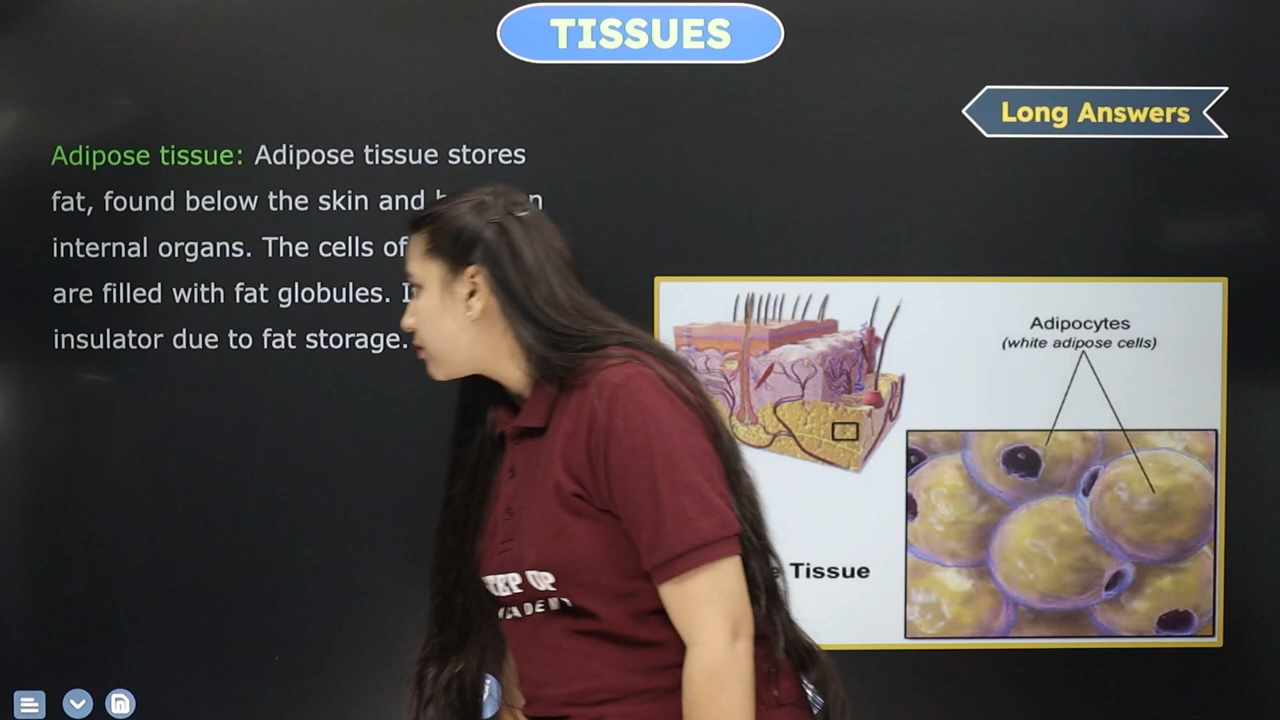 TISSUES
Long Answers
Adipose tissue: Adipose tissue stores
fat, found below the skin and
internal organs. The cells of
are filled with fat globules.
insulator due to fat storage.
Adipocytes
(white adipose cells)
Tissue